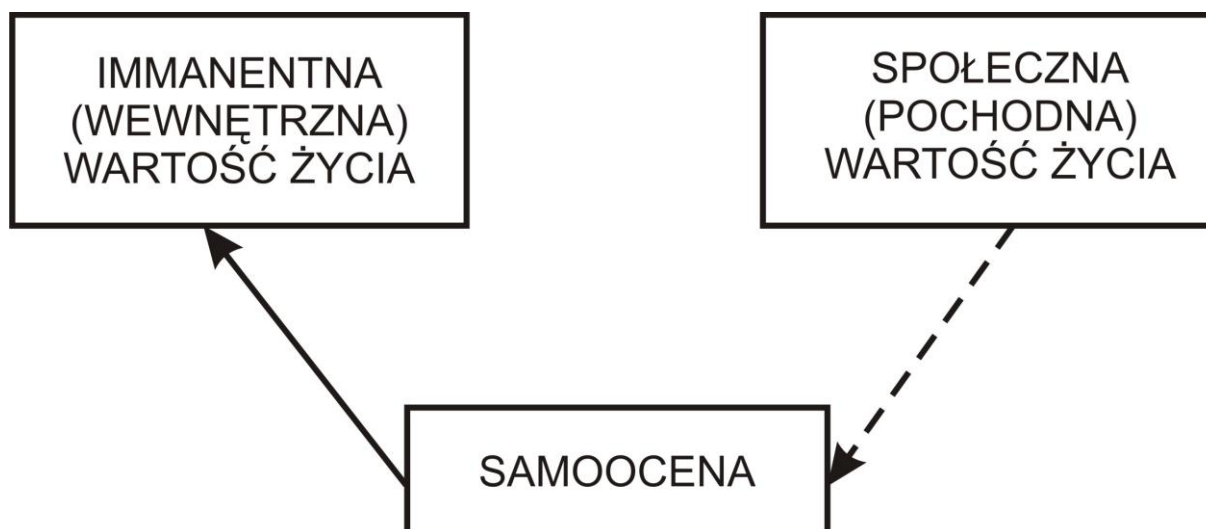 IMMANENTNA
(WEWNĘTRZNA)
WARTOŚĆ ŻYCIA
SPOŁECZNA
(POCHODNA)
WARTOŚĆ ŻYCIA
SAMOOCENA